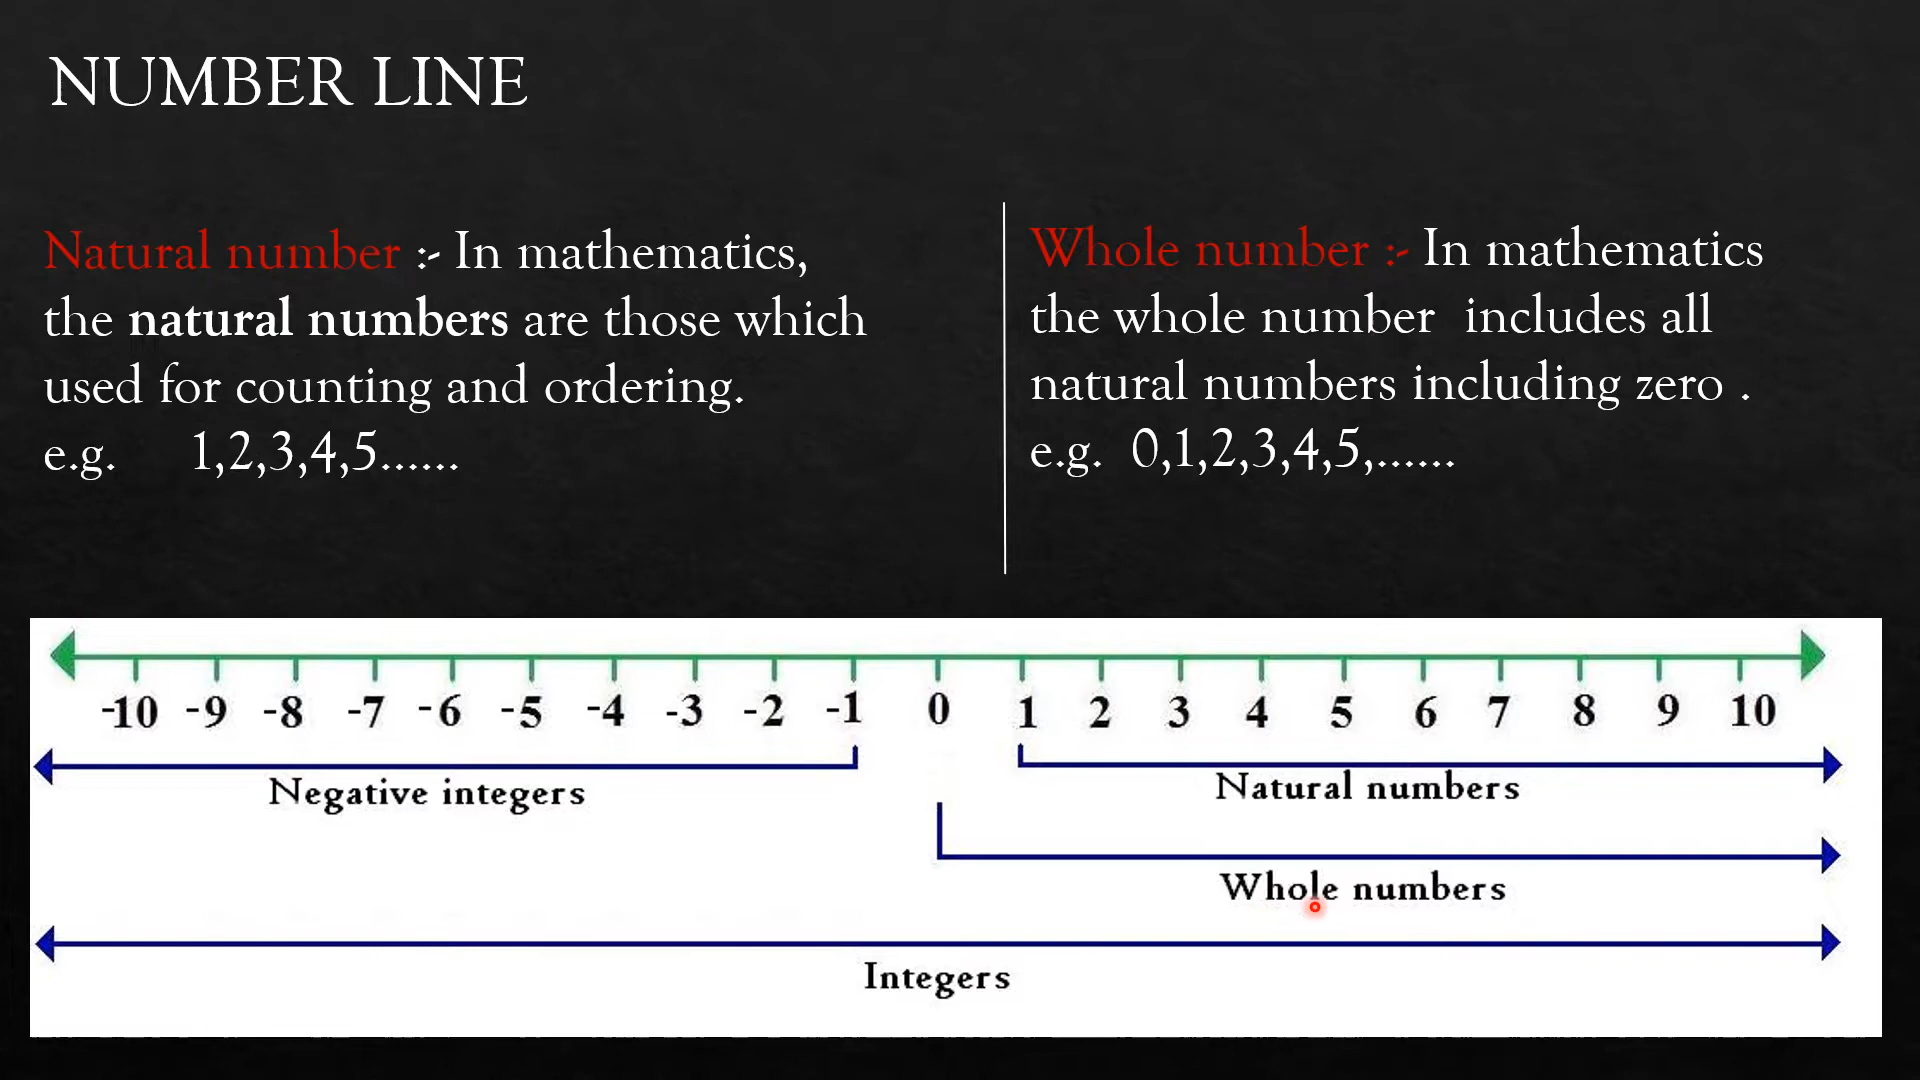 NUMBER LINE
Natural number :- In mathematics,
the natural numbers are those which
used for counting and ordering.
e.g. 1,2,3,4,5......
Whole number :- In mathematics
the whole number includes all
natural numbers including zero .
e.g. 0,1,2,3,4,5,......
-10 -9 -8 -7 -6 -5 -4 -3 -2 -1 0 1 2 3 4 5 6 7 8 9 10
Negative integers
Natural numbers
Whole numbers
Integers